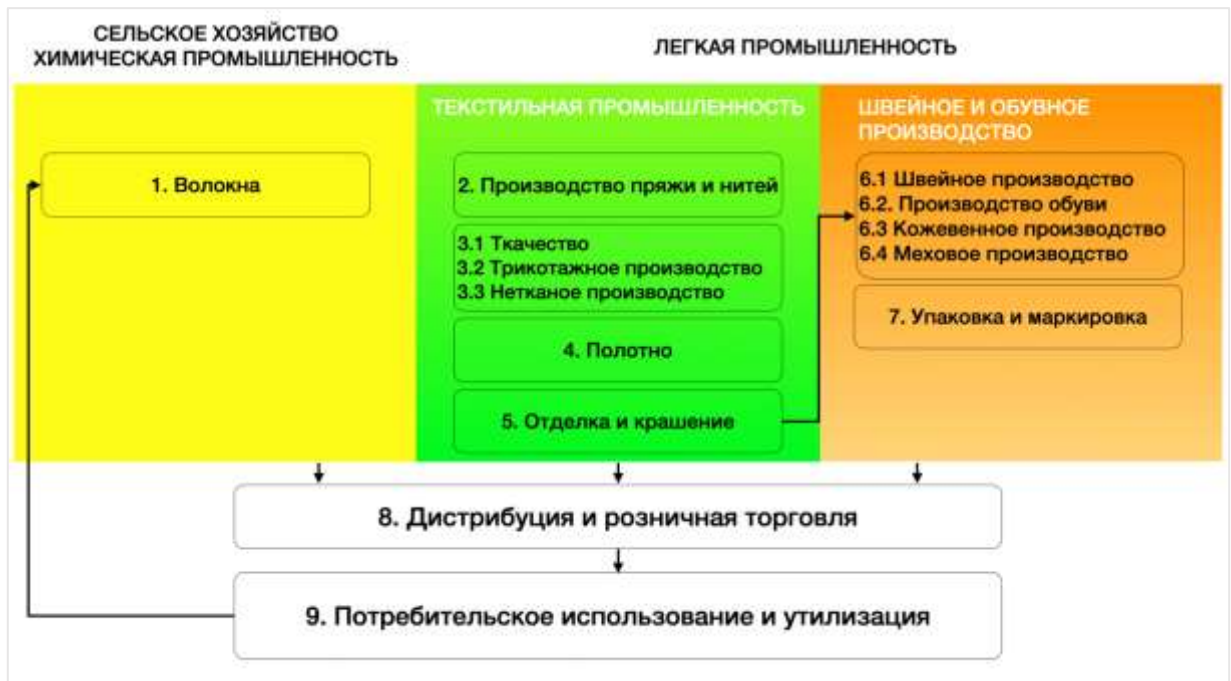 СЕЛЬСКОЕ ХОЗЯЙСТВО
ХИМИЧЕСКАЯ ПРОМЫШЛЕННОСТЬ
ЛЕГКАЯ ПРОМЫШЛЕННОСТЬ
ТЕКСТИЛЬНАЯ ПРОМЫШЛЕННОСТЬ
ШВЕЙНОЕ И ОБУВНОЕ
ПРОИЗВОДСТВО
1. Волокна
2. Производство пряжи и нитей
3.1 Ткачество
3.2 Трикотажное производство
3.3 Нетканое производство
4. Полотно
5. Отделка и крашение
6.1 Швейное производство
6.2. Производство обуви
6.3 Кожевенное производство
6.4 Меховое производство
7. Упаковка и маркировка
8. Дистрибуция и розничная торговля
9. Потребительское использование и утилизация